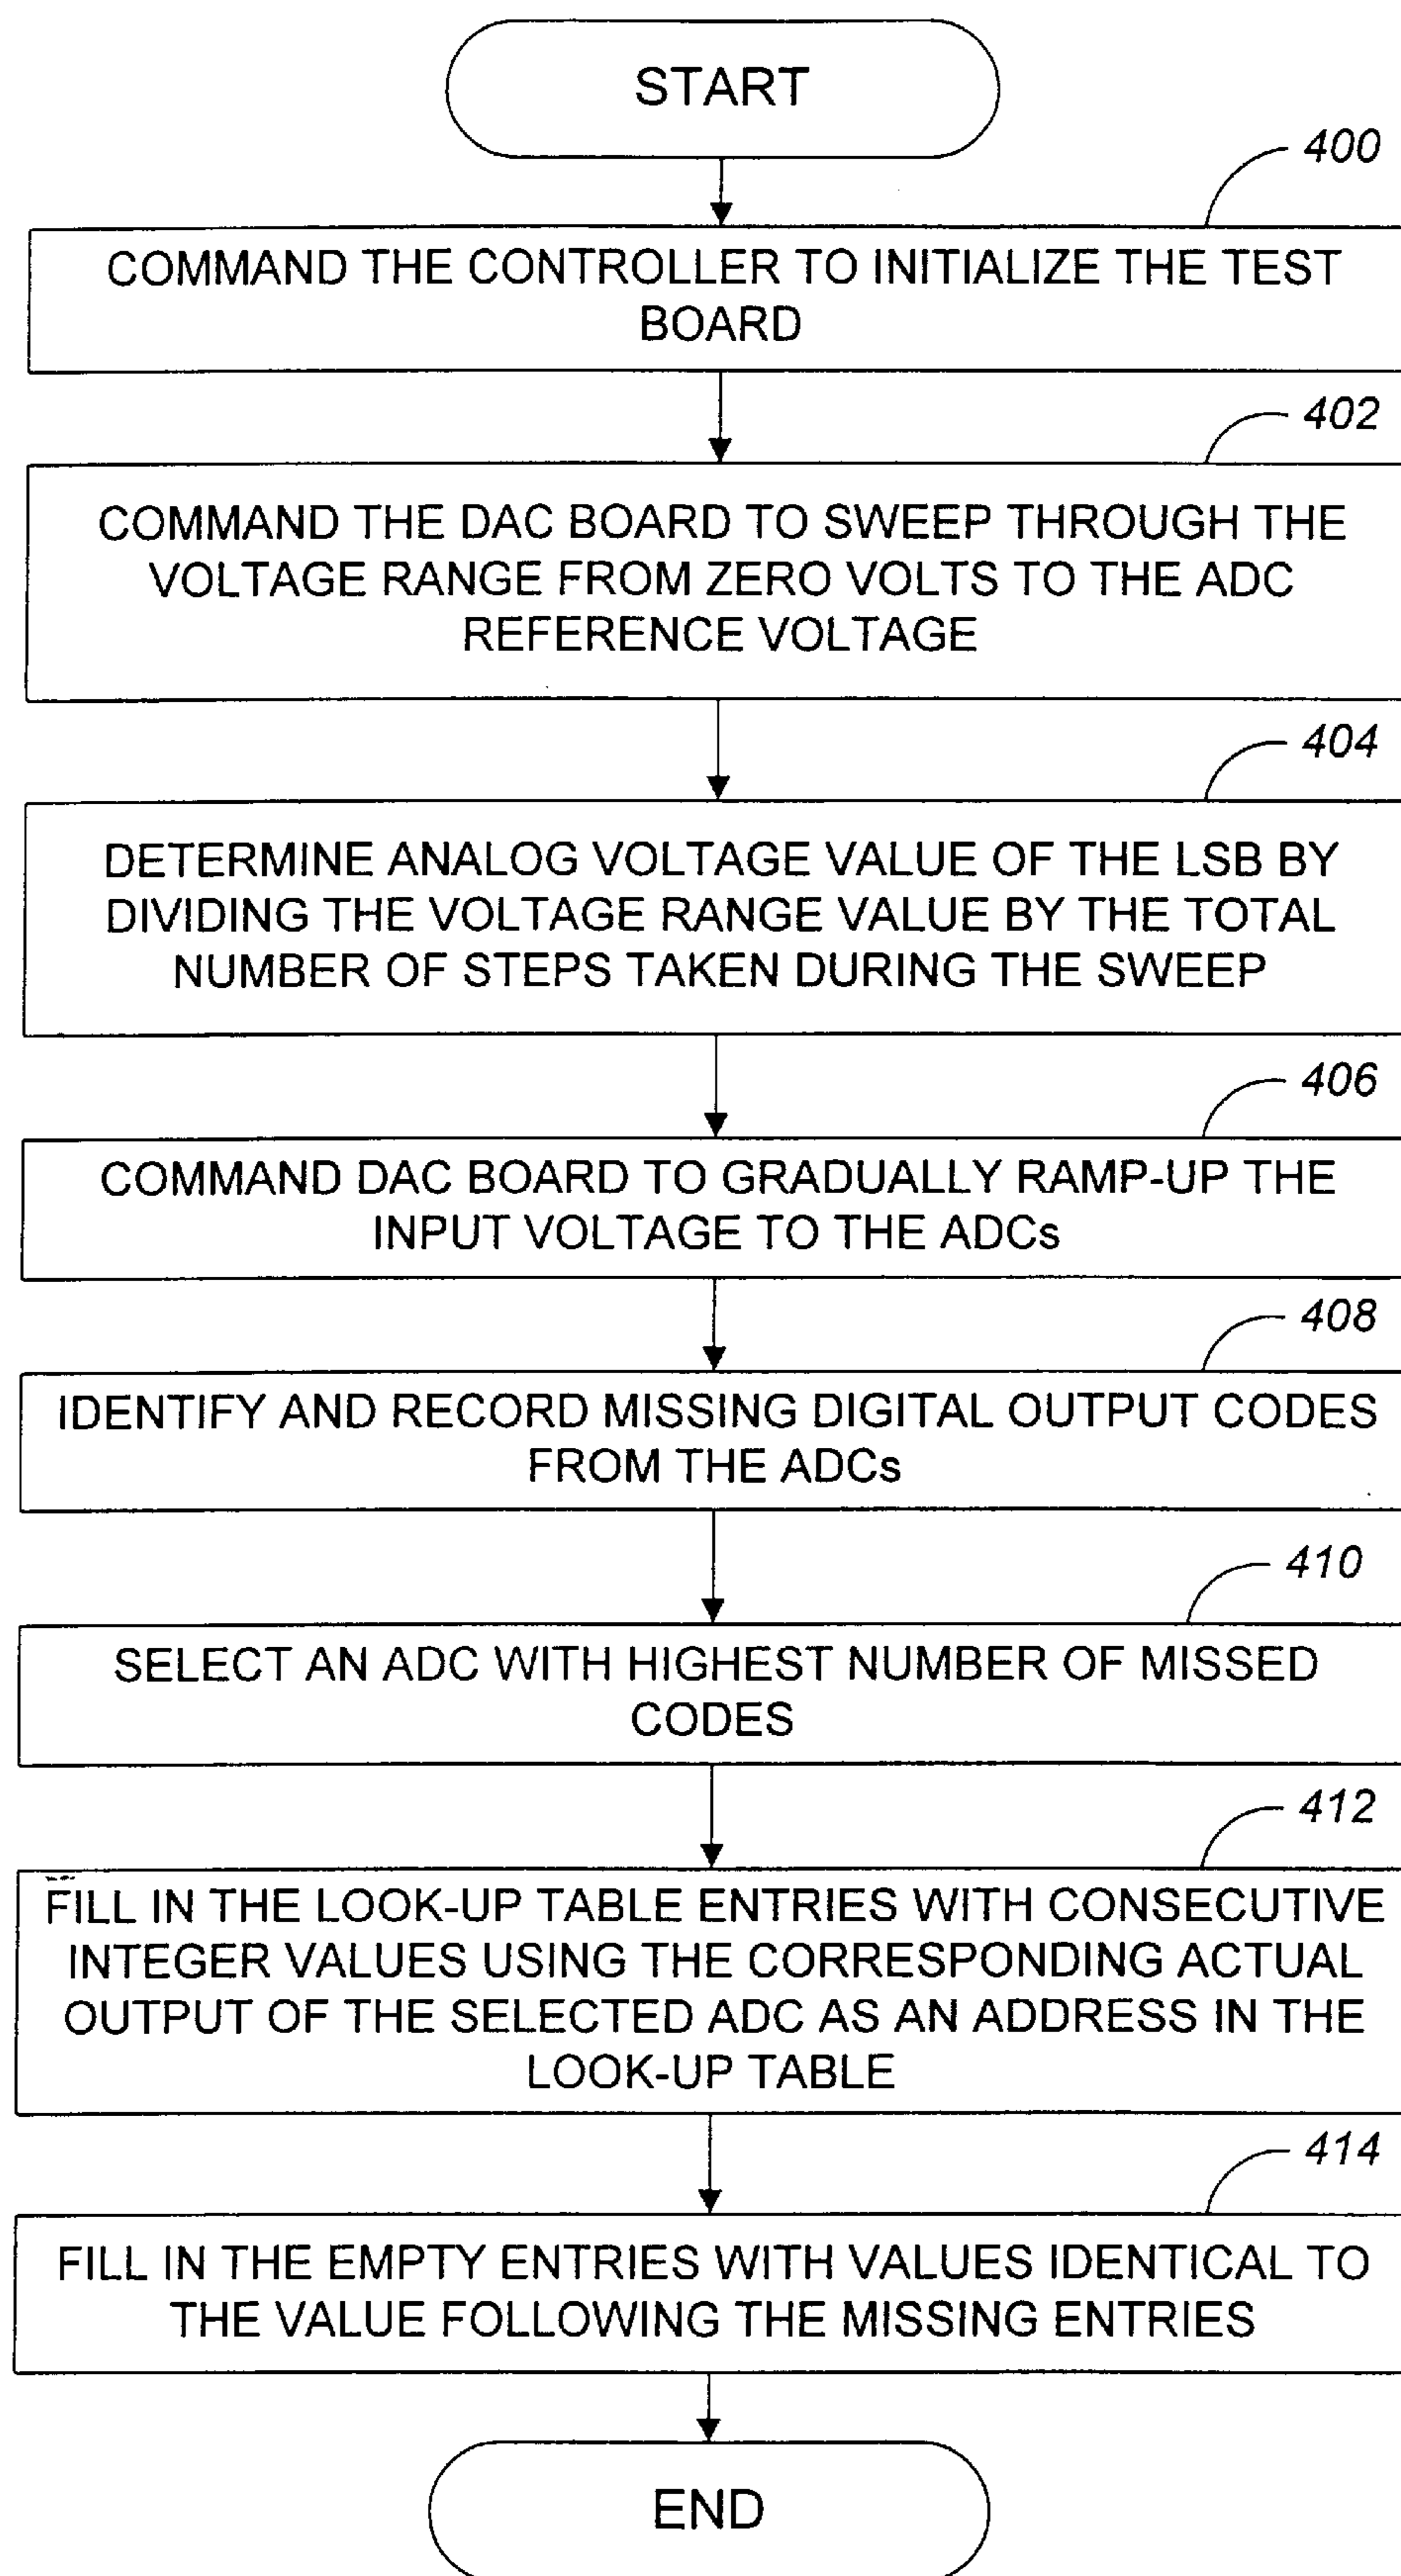 START
400
COMMAND THE CONTROLLER TO INITIALIZE THE TEST
BOARD
402
COMMAND THE DAC BOARD TO SWEEP THROUGH THE
VOLTAGE RANGE FROM ZERO VOLTS TO THE ADC
REFERENCE VOLTAGE
404
DETERMINE ANALOG VOLTAGE VALUE OF THE LSB BY
DIVIDING THE VOLTAGE RANGE VALUE BY THE TOTAL
NUMBER OF STEPS TAKEN DURING THE SWEEP
406
COMMAND DAC BOARD TO GRADUALLY RAMP-UP THE
INPUT VOLTAGE TO THE ADCs
408
IDENTIFY AND RECORD MISSING DIGITAL OUTPUT CODES
FROM THE ADCs
410
SELECT AN ADC WITH HIGHEST NUMBER OF MISSED
CODES
412
FILL IN THE LOOK-UP TABLE ENTRIES WITH CONSECUTIVE
INTEGER VALUES USING THE CORRESPONDING ACTUAL
OUTPUT OF THE SELECTED ADC AS AN ADDRESS IN THE
LOOK-UP TABLE
414
FILL IN THE EMPTY ENTRIES WITH VALUES IDENTICAL TO
THE VALUE FOLLOWING THE MISSING ENTRIES
END